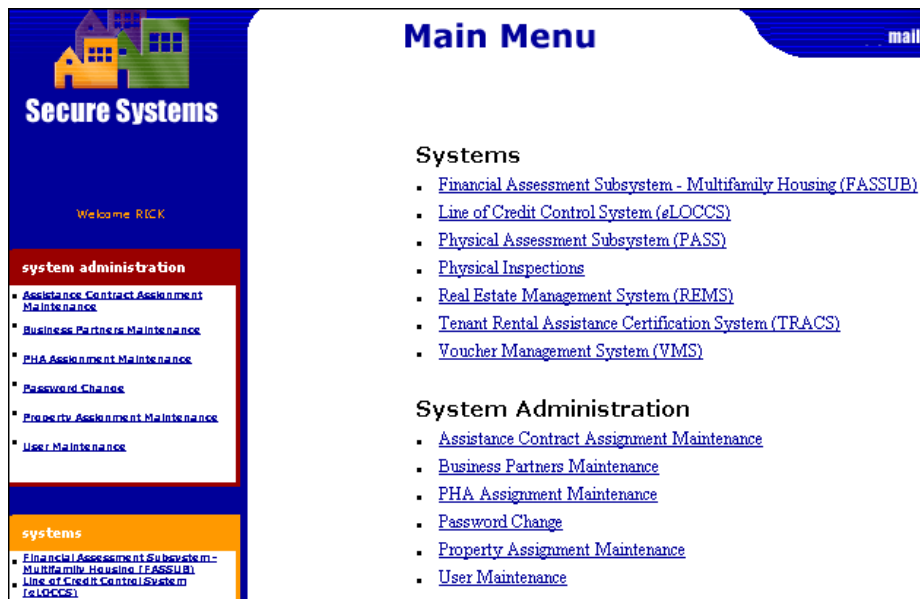 Main Menu
mail
Secure Systems
Welcome RICK
system administration
Assistance Contract Assignment
Maintenance
Business Partners Maintenance
PHA Assignment Maintenance
Password Change
Property Assignment Maintenance
User Maintenance
systems
Financial Assessment Subsystem -
Multifamily Housing (FASSUB)
Line of Credit Control System
(eLOCCS)
Systems
Financial Assessment Subsystem - Multifamily Housing (FASSUB)
Line of Credit Control System (eLOCCS)
Physical Assessment Subsystem (PASS)
Physical Inspections
Real Estate Management System (REMS)
Tenant Rental Assistance Certification System (TRACS)
Voucher Management System (VMS)
System Administration
Assistance Contract Assignment Maintenance
Business Partners Maintenance
PHA Assignment Maintenance
Password Change
Property Assignment Maintenance
User Maintenance